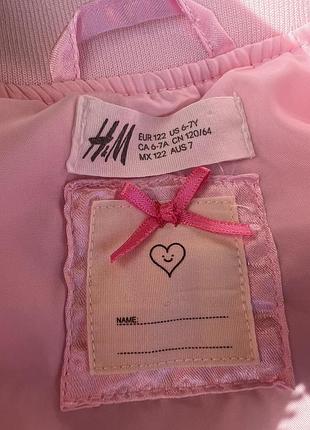 H&M
EUR 122 US 6-7Y
CA 6-7A CN 120/64
MX 122 AUS 7
NAME: